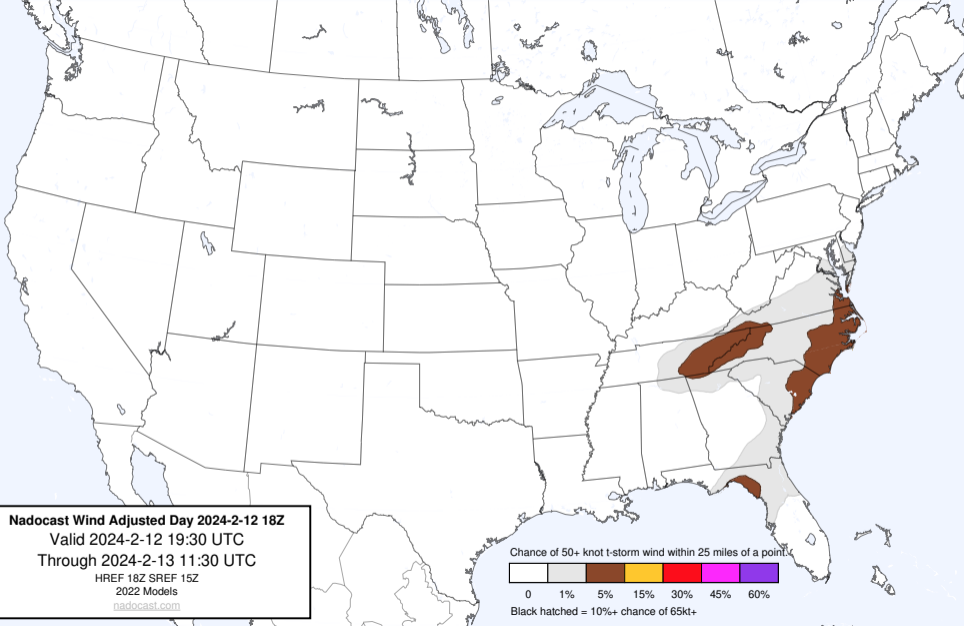 Nadocast Wind Adjusted Day 2024-2-12 18Z
Valid 2024-2-12 19:30 UTC
Through 2024-2-13 11:30 UTC
HREF 18Z SREF 15Z
2022 Models
nadocast.com
Chance of 50+ knot t-storm wind within 25 miles of a point.
0 1% 5% 15% 30% 45% 60%
Black hatched = 10%+ chance of 65kt+